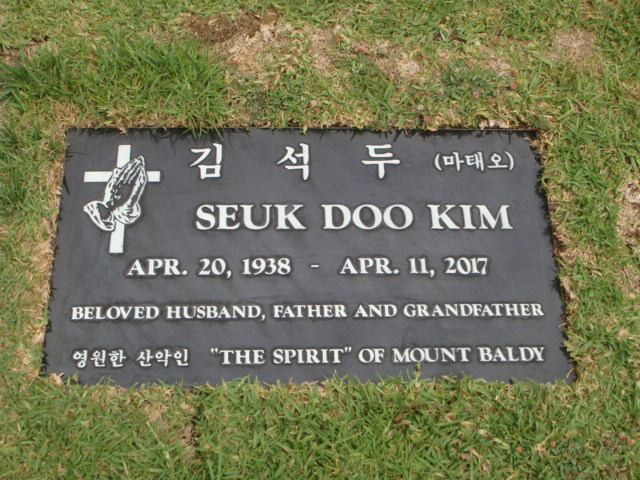 김 석 두 (마태오)
SEUK DOO KIM
APR. 20, 1938 - APR. 11, 2017
BELOVED HUSBAND, FATHER AND GRANDFATHER
영원한 산악인 "THE SPIRIT" OF MOUNT BALDY